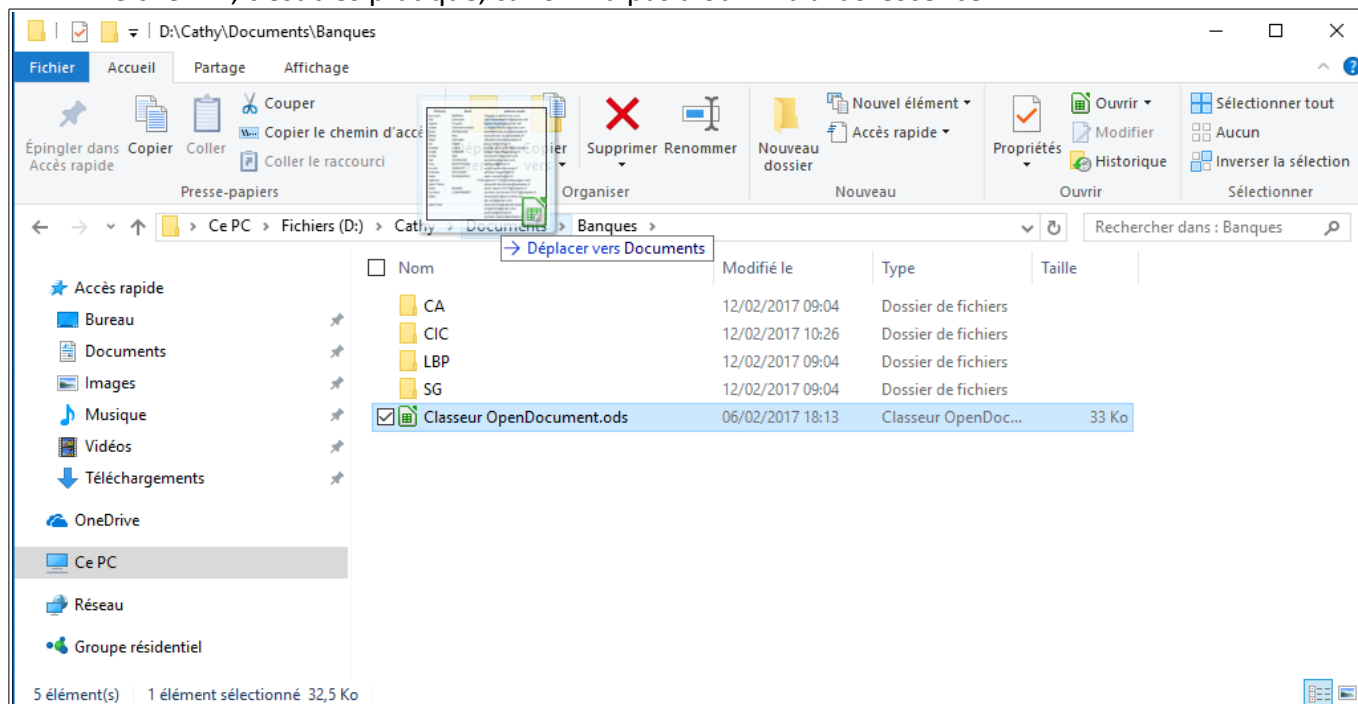 D:\Cathy\Documents\Banques
Fichier Accueil Partage Affichage
Épingler dans Accès rapide
Copier
Coller
Couper
Copier le chemin d'accè
Coller le raccourci
Presse-papiers
Supprimer
Renommer
Organiser
Nouveau dossier
Nouvel élément
Accès rapide
Nouveau
Propriétés
Ouvrir
Modifier
Historique
Ouvrir
Sélectionner tout
Aucun
Inverser la sélection
Sélectionner
Ce PC > Fichiers (D:) > Cathy > Documents > Banques >
Rechercher dans : Banques
→ Déplacer vers Documents
Nom Modifié le Type Taille
Accès rapide
Bureau
Documents
Images
Musique
Vidéos
Téléchargements
OneDrive
Ce PC
Réseau
Groupe résidentiel
CA 12/02/2017 09:04 Dossier de fichiers
CIC 12/02/2017 10:26 Dossier de fichiers
LBP 12/02/2017 09:04 Dossier de fichiers
SG 12/02/2017 09:04 Dossier de fichiers
Classeur OpenDocument.ods 06/02/2017 18:13 Classeur OpenDoc... 33 Ko
5 élément(s) 1 élément sélectionné 32,5 Ko